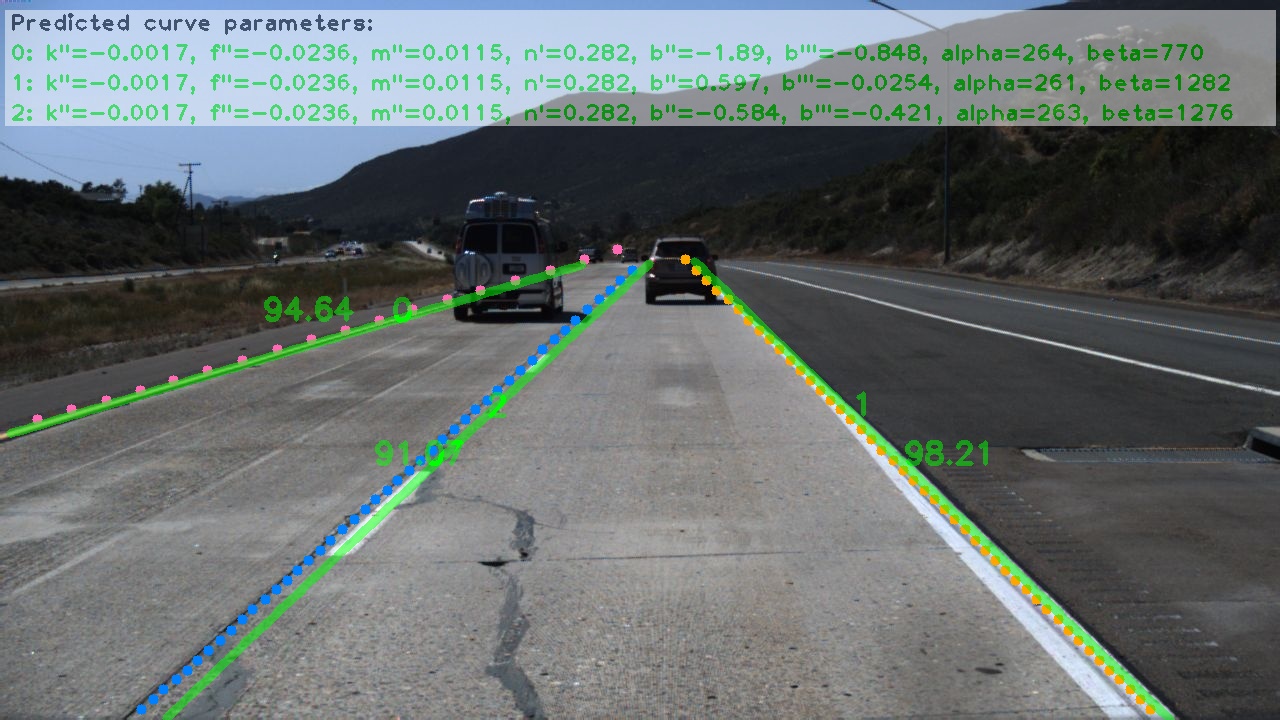 Predicted curve parameters:
0: k''=-0.0017, f''=-0.0236, m''=0.0115, n'=0.282, b''=-1.89, b'''=-0.848, alpha=264, beta=770
1: k''=-0.0017, f''=-0.0236, m''=0.0115, n'=0.282, b''=0.597, b'''=-0.0254, alpha=261, beta=1282
2: k''=-0.0017, f''=-0.0236, m''=0.0115, n'=0.282, b''=-0.584, b'''=-0.421, alpha=263, beta=1276
94.64 0
2 1
91.07 98.21